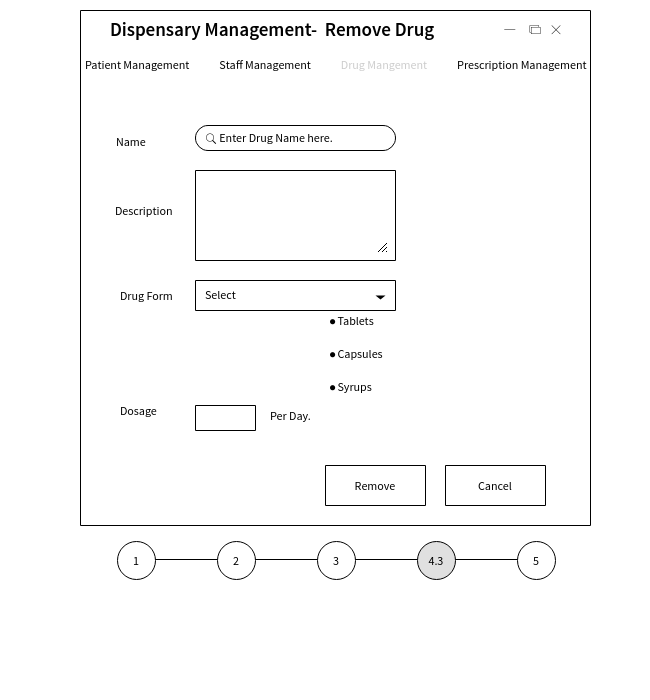 Dispensary Management-  Remove Drug
Patient Management Staff Management Drug Mangement Prescription Management
Name Enter Drug Name here.
Description
Drug Form Select
Tablets
Capsules
Syrups
Dosage Per Day.
Remove Cancel
1 2 3 4.3 5